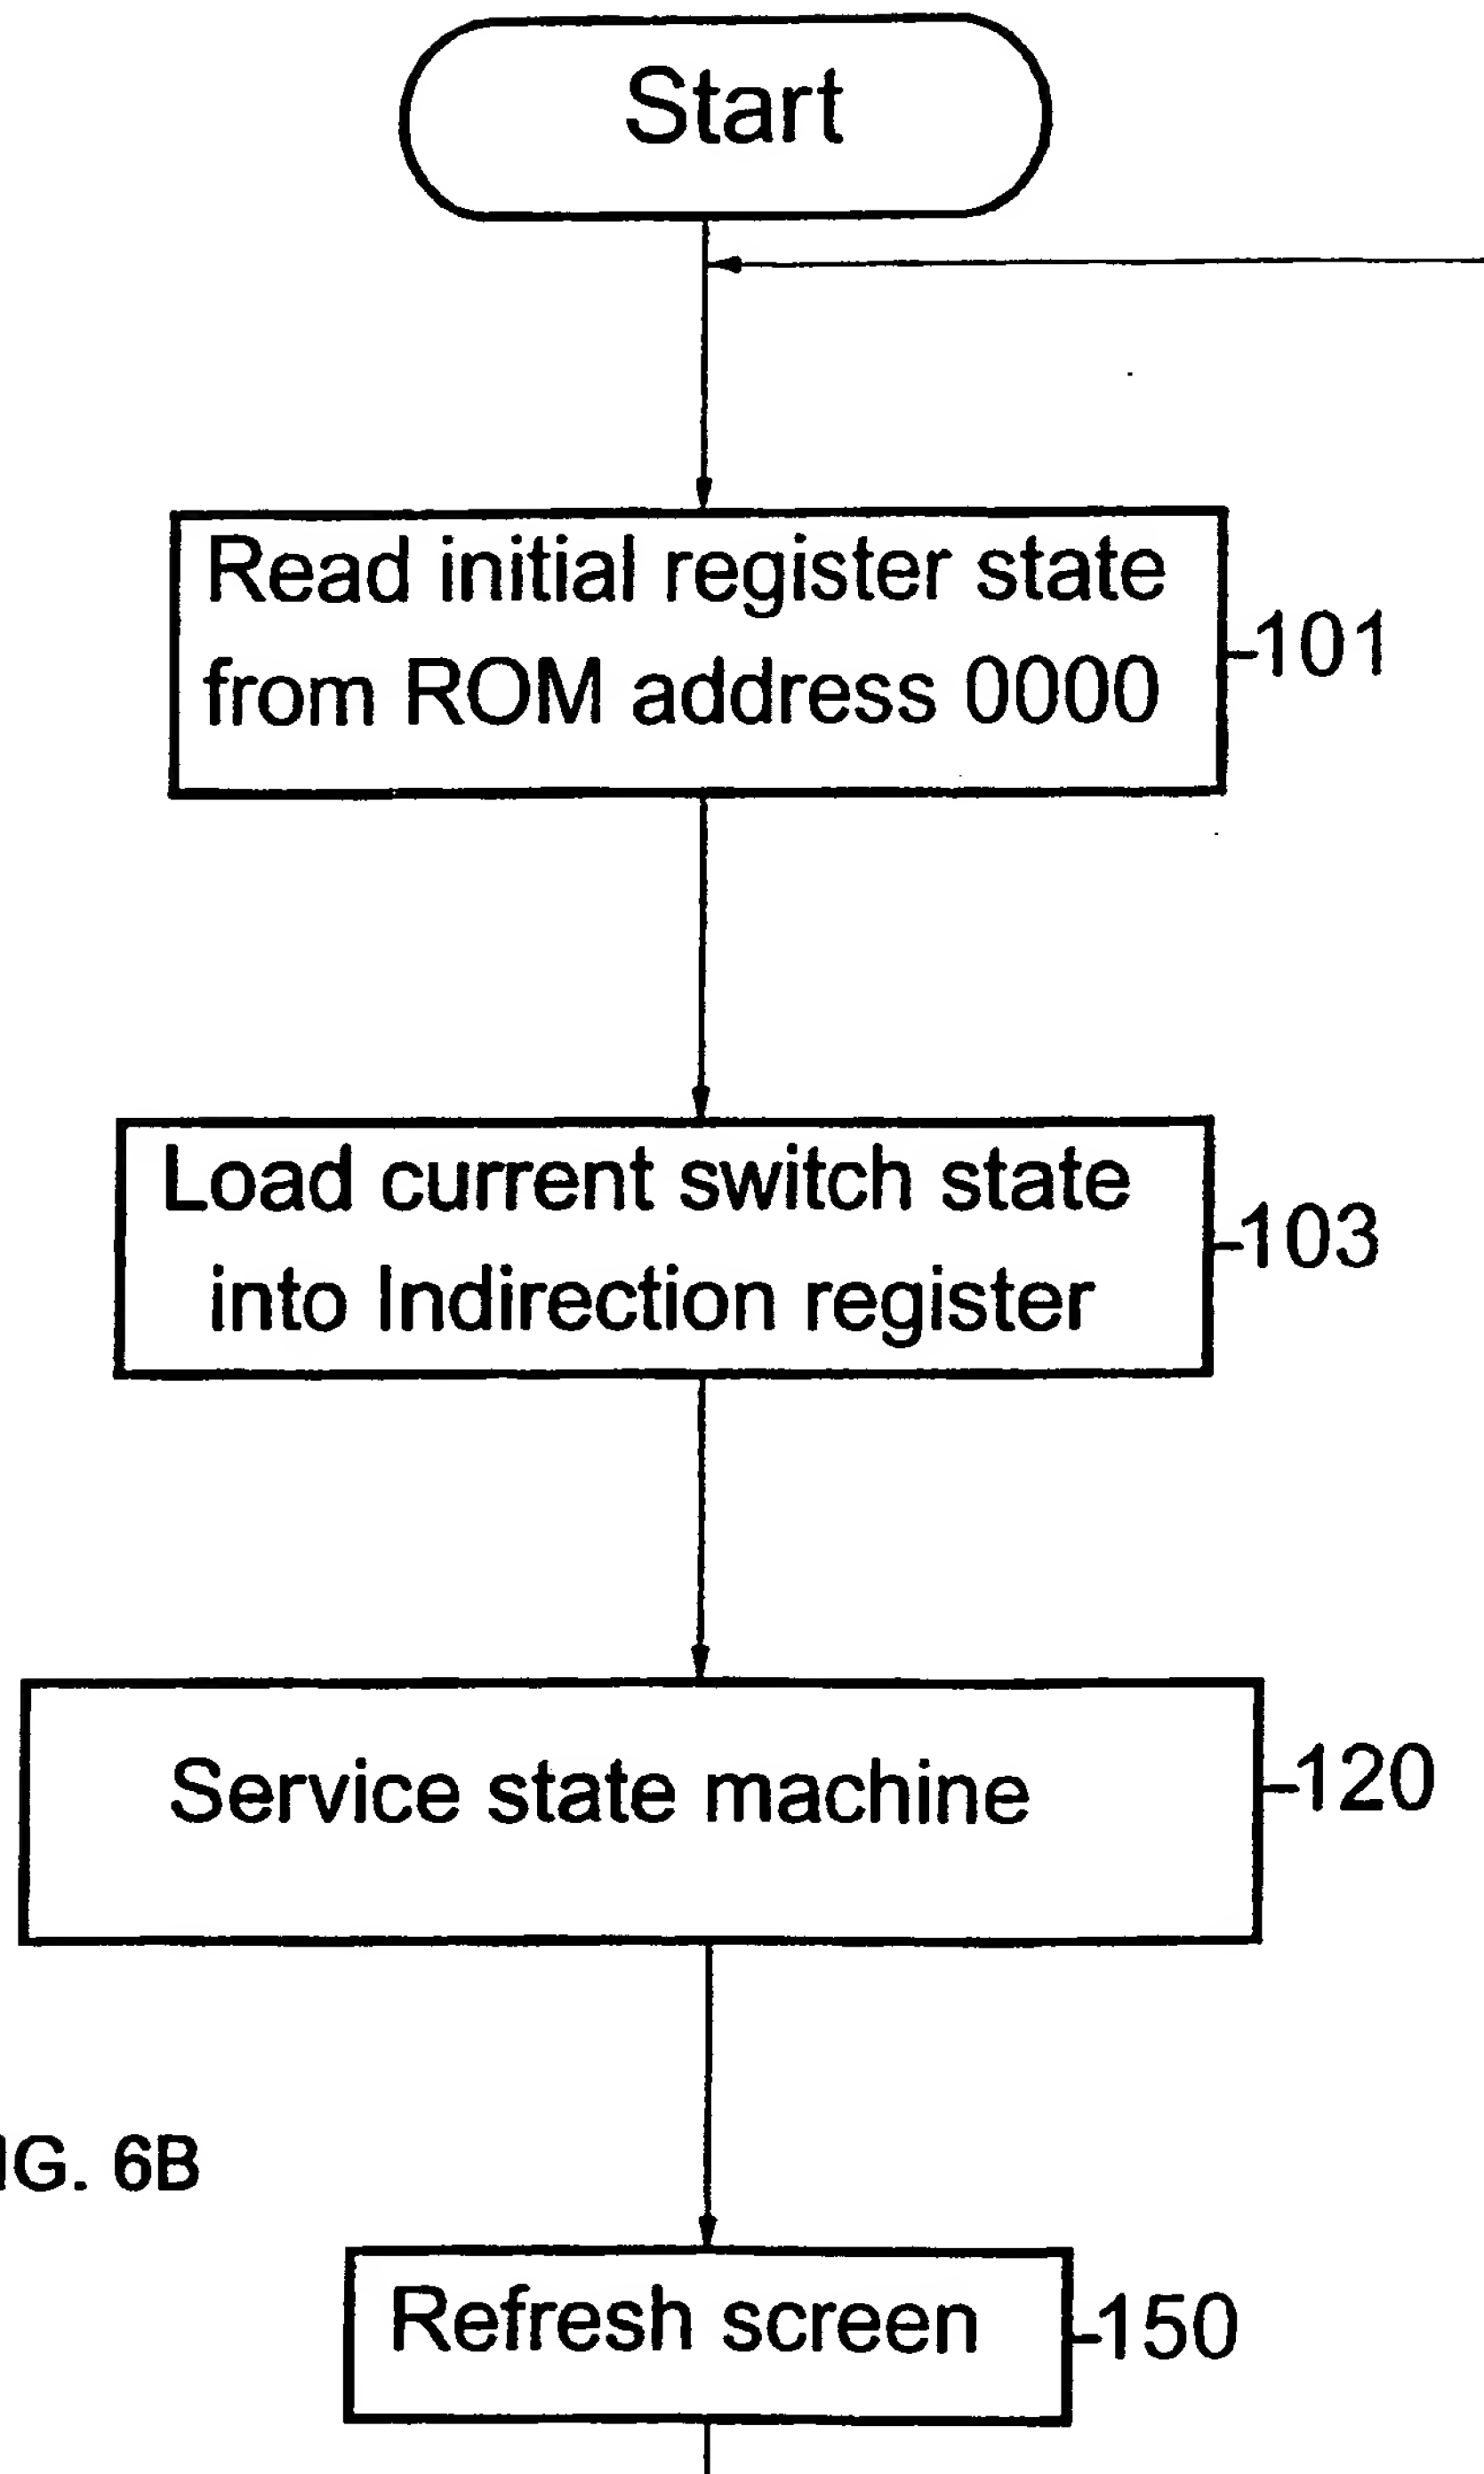 Start
Read initial register state
from ROM address 0000
101
Load current switch state
into Indirection register
103
Service state machine
120
IG. 6B
Refresh screen
150